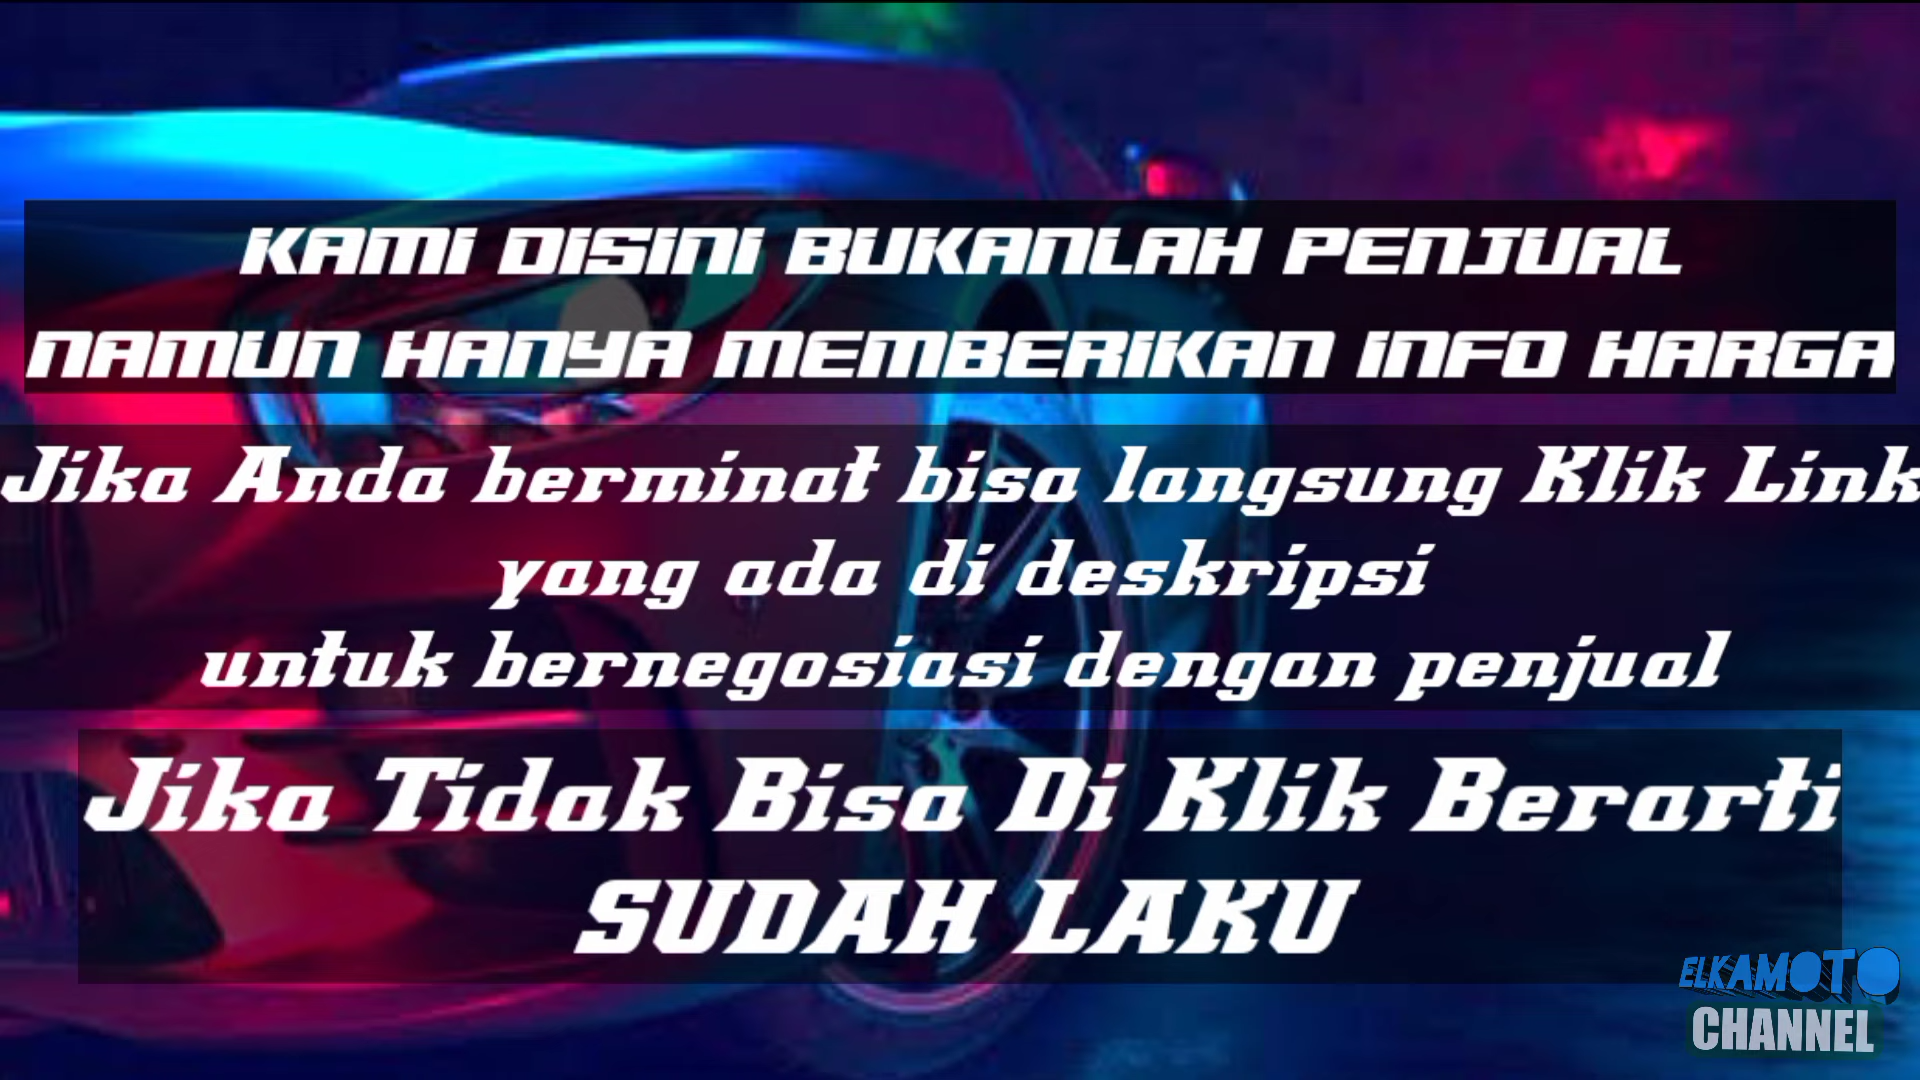 KAMI DISINI BUKANLAH PENJUAL
NAMUN HANYA MEMBERIKAN INFO HARGA
Jika Anda berminat bisa langsung Klik Link
yang ada di deskripsi
untuk bernegosiasi dengan penjual
Jika Tidak Bisa Di Klik Berarti
SUDAH LAKU
ELKAMOTO
CHANNEL